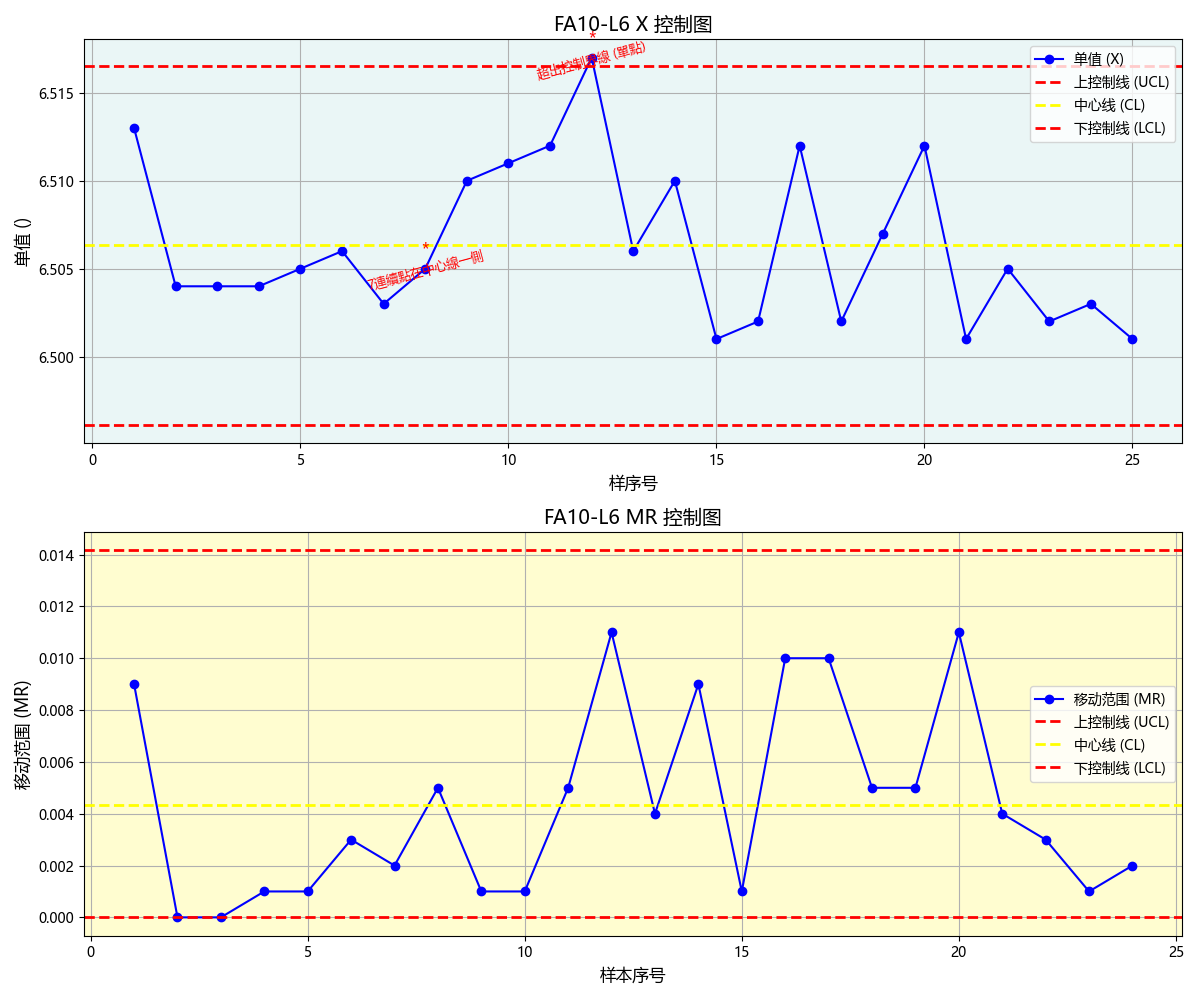 FA10-L6 X 控制图
*
超出控制界線 (單點)
单值 (X)
上控制线 (UCL)
中心线 (CL)
下控制线 (LCL)
*
7連續點在中心線一側
单值 ()
6.515
6.510
6.505
6.500
0 5 10 15 20 25
样序号
FA10-L6 MR 控制图
移动范围 (MR)
0.014
0.012
0.010
0.008
0.006
0.004
0.002
0.000
移动范围 (MR)
上控制线 (UCL)
中心线 (CL)
下控制线 (LCL)
0 5 10 15 20 25
样本序号